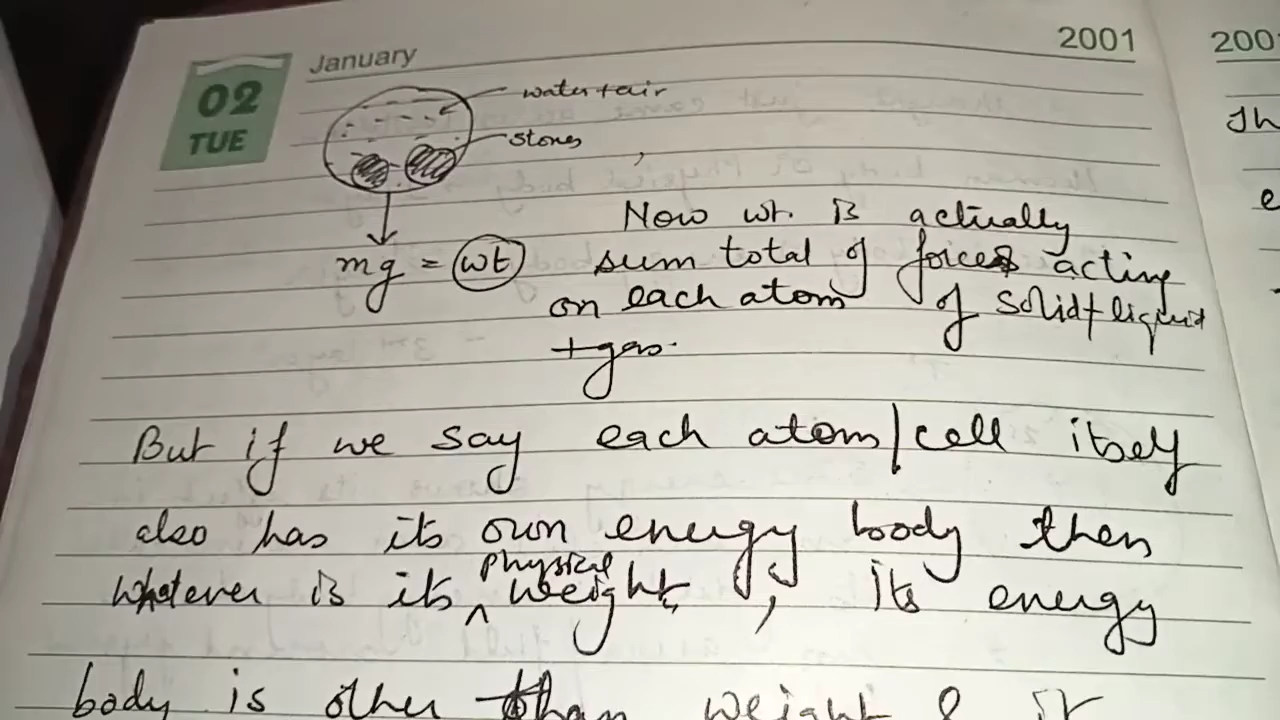 January
2001
200
02
TUE
water + air
stones
mg = wt
Now wt. is actually
sum total of forces acting
on each atom of solid + liquid
+ gas.
But if we say each atom/cell itself
also has its own energy body then
whatever is its physical weight, its energy
body is other than weight & it